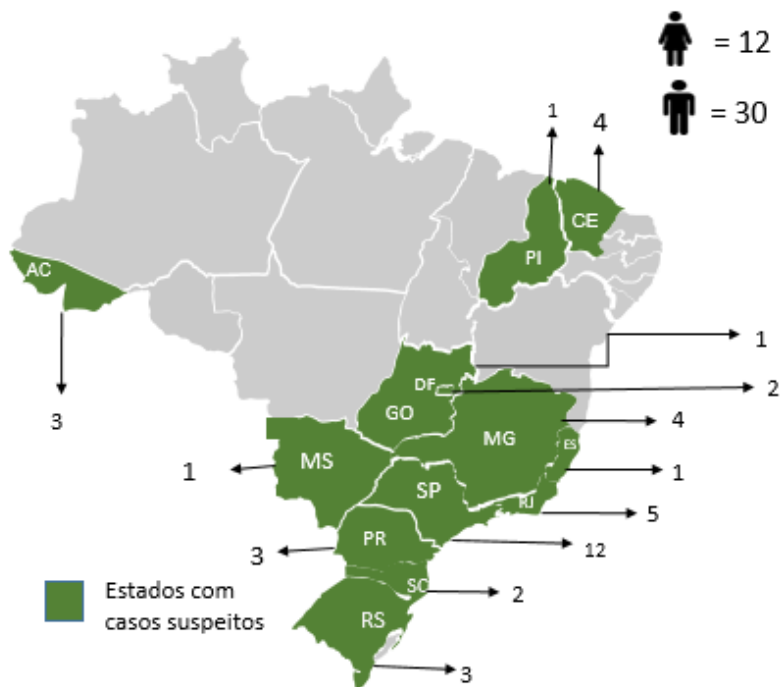 = 12
= 30
1
4
CE
PI
AC
3
1
DF
2
GO
4
MG
ES
MS
1
1
SP
RJ
5
12
PR
3
SC
2
Estados com
casos suspeitos
RS
3